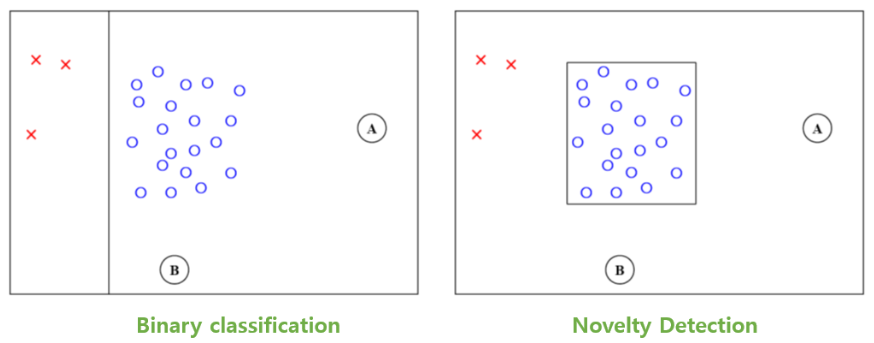 A
B
A
B
Binary classification
Novelty Detection